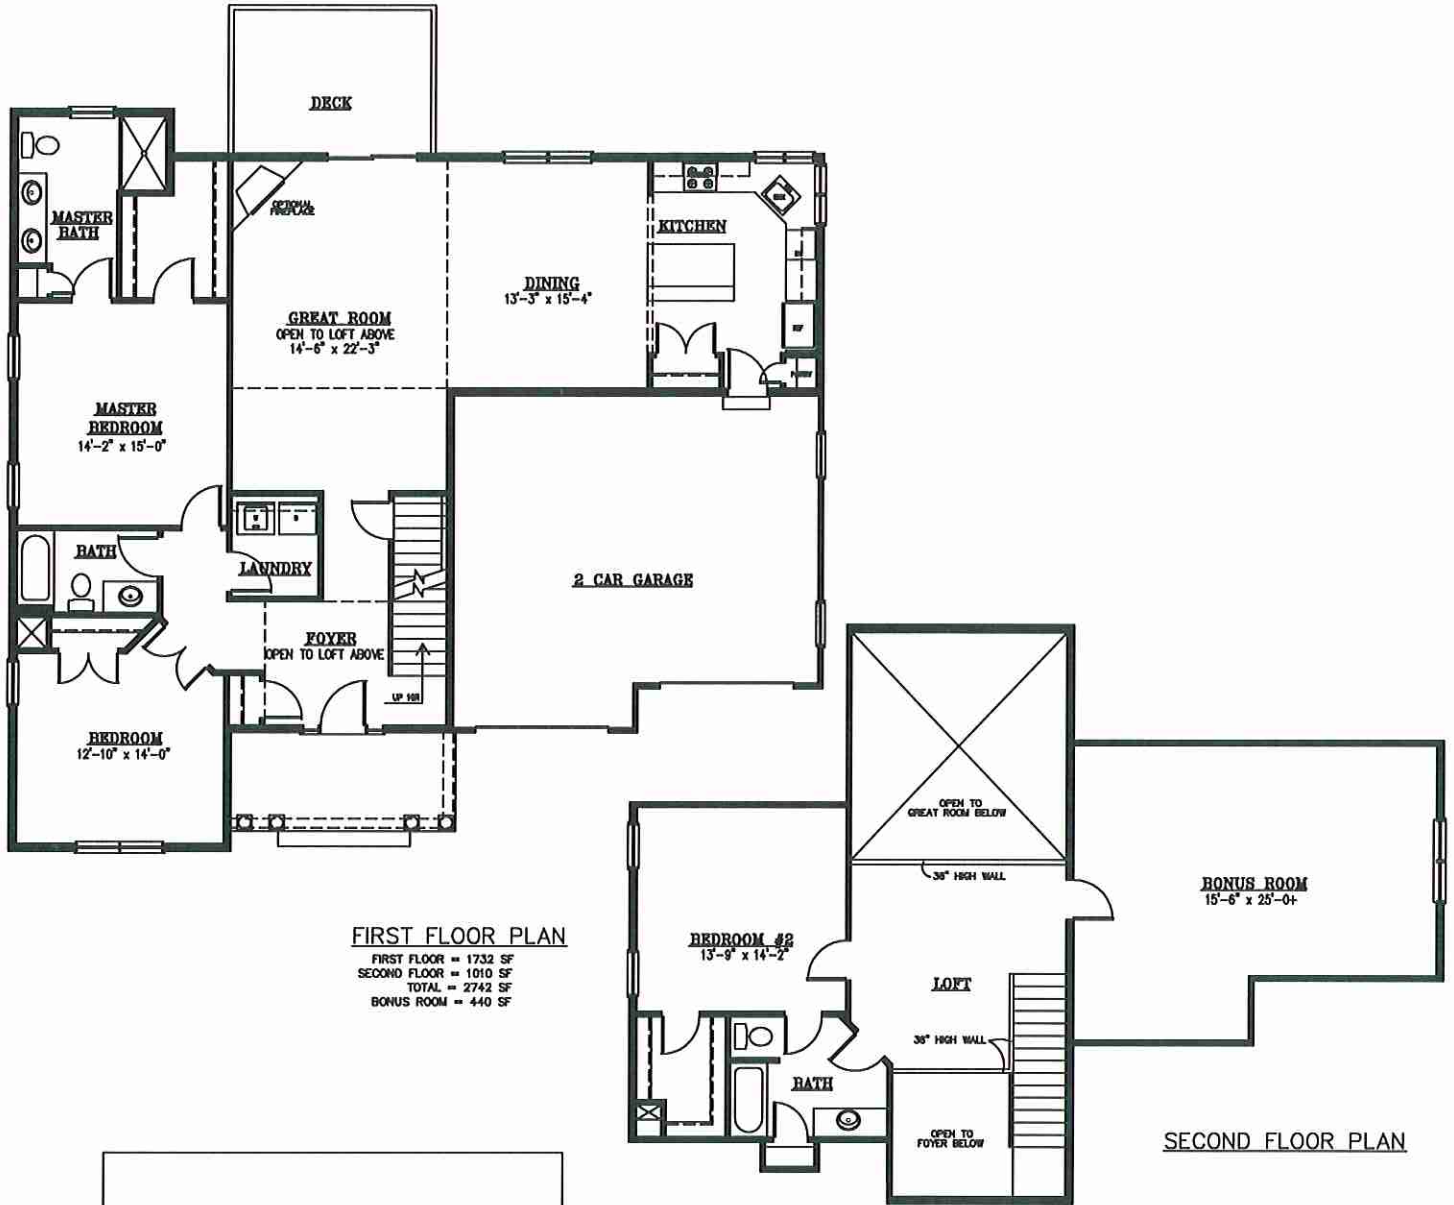 DECK
OPTIONAL
FIREPLACE
MASTER
BATH
KITCHEN
DINING
13'-3" x 15'-4"
GREAT ROOM
OPEN TO LOFT ABOVE
14'-6" x 22'-3"
REF
PANTRY
MASTER
BEDROOM
14'-2" x 15'-0"
W
D
BATH
LAUNDRY
2 CAR GARAGE
FOYER
OPEN TO LOFT ABOVE
BEDROOM
12'-10" x 14'-0"
FIRST FLOOR PLAN
FIRST FLOOR = 1732 SF
SECOND FLOOR = 1010 SF
TOTAL = 2742 SF
BONUS ROOM = 440 SF
OPEN TO
GREAT ROOM BELOW
36" HIGH WALL
BONUS ROOM
15'-6" x 25'-0+
BEDROOM #2
13'-9" x 14'-2"
LOFT
36" HIGH WALL
BATH
OPEN TO
FOYER BELOW
SECOND FLOOR PLAN